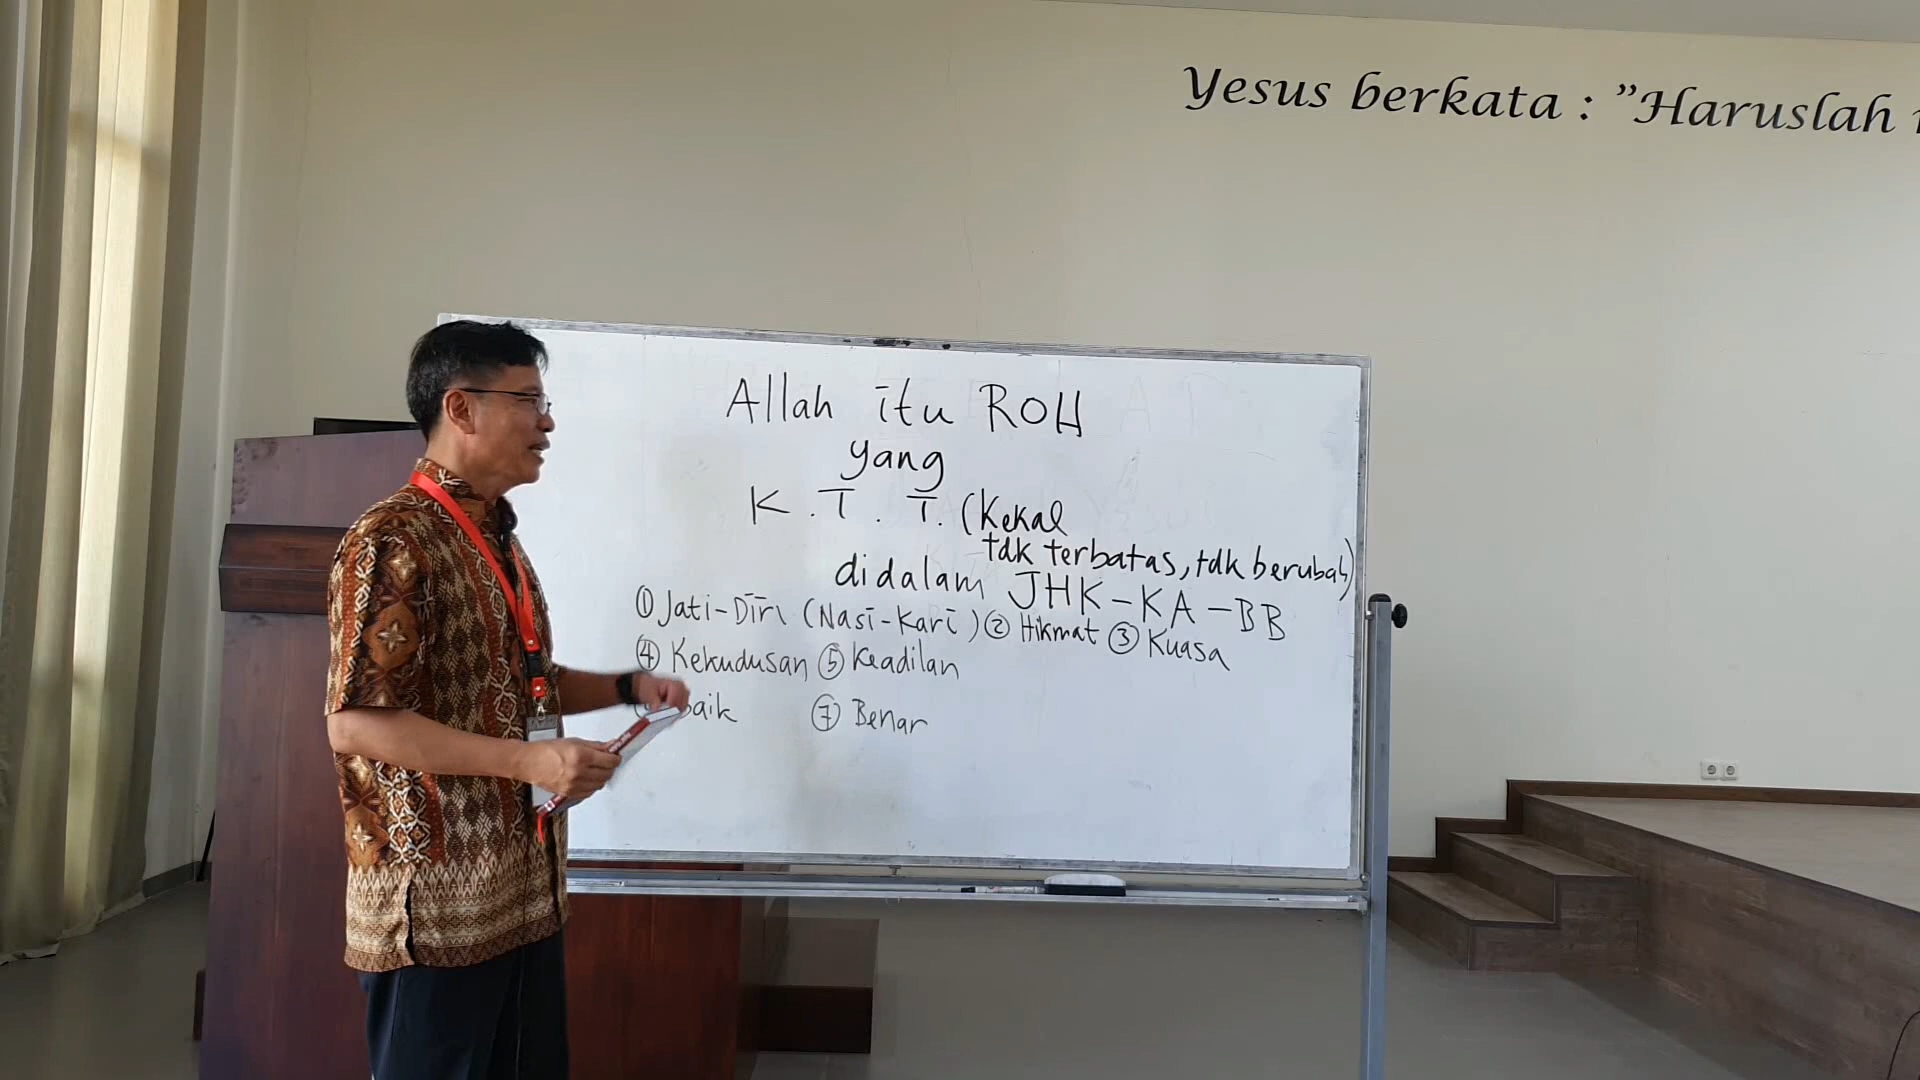 Yesus berkata : "Haruslah
Allah itu ROH
yang
K . T . T. (Kekal
tdk terbatas, tdk berubah)
didalam JHK - KA - BB
① Jati-Diri (Nasi-Kari) ② Hikmat ③ Kuasa
④ Kekudusan ⑤ Keadilan
baik ⑦ Benar